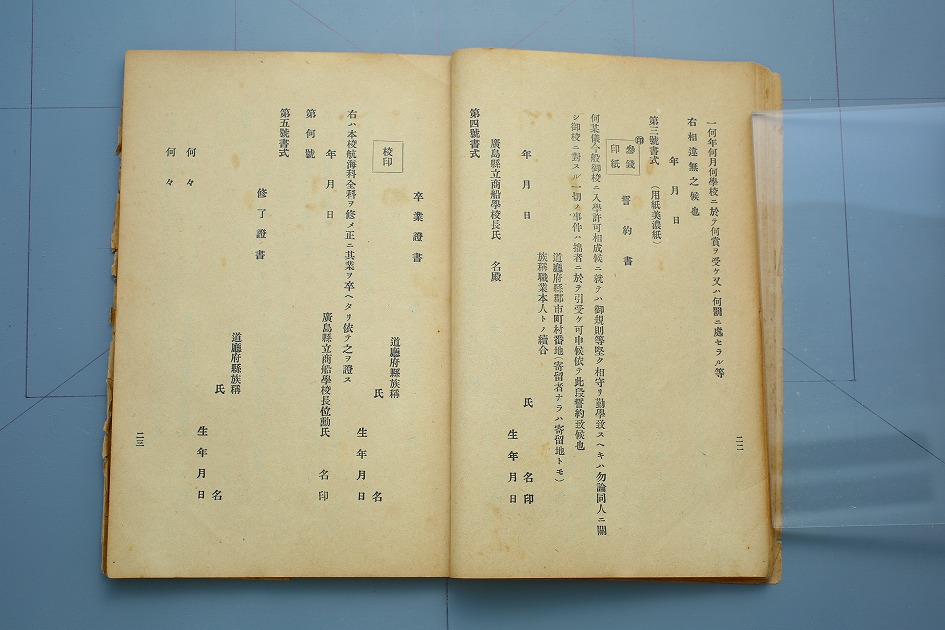 一何年何月何學校ニ於テ何賞ヲ受ケ又ハ何罰ニ處セラル等
右相違無之候也
年月日
第三號書式
(用紙美濃紙)
印
參錢
印紙
誓約書
何某儀今般御校ニ入學許可相成候ニ就テハ御規則等堅ク相守リ勤學致スヘキハ勿論同人ニ關
シ御校ニ對スル一切ノ事件ハ拙者ニ於テ引受ケ可申候依テ此段誓約致候也
道廳府縣郡市町村番地(寄留者ナラハ寄留地トモ)
族稱職業本人トノ續合
年月日
氏名印
生年月日
廣島縣立商船學校長氏名殿
第四號書式
二二
卒業證書
校印
道廳府縣族稱
氏名
生年月日
右ハ本校航海科全科ヲ修メ正ニ其業ヲ卒ヘタリ依テ之ヲ證ス
年月日
廣島縣立商船學校長位勳氏名印
第何號
第五號書式
修了證書
道廳府縣族稱
氏名
生年月日
何々
何々
二三